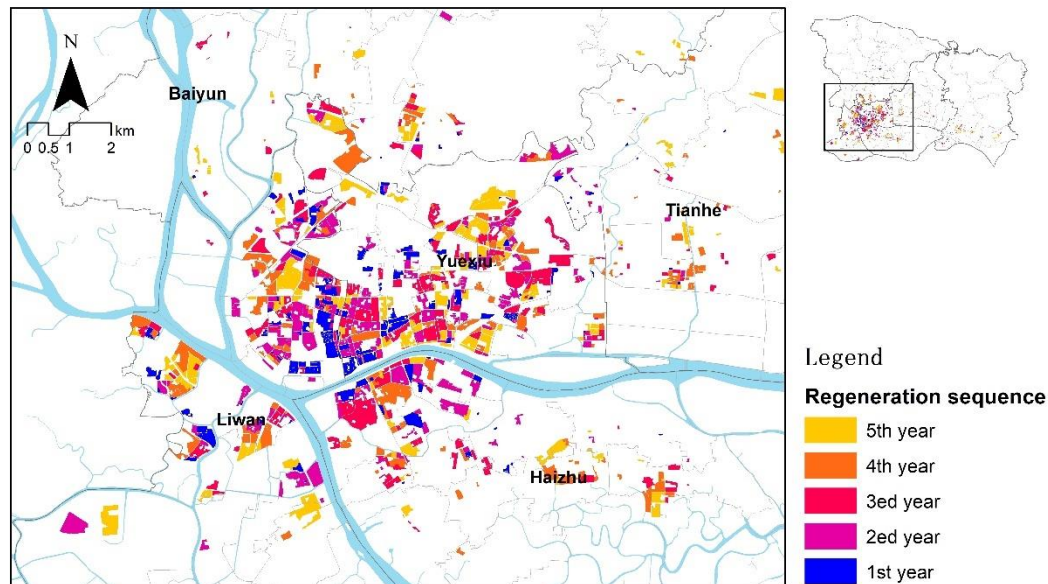 N
Baiyun
km
0 0.5 1 2
Tianhe
Yuexiu
Liwan
Haizhu
Legend
Regeneration sequence
5th year
4th year
3ed year
2ed year
1st year